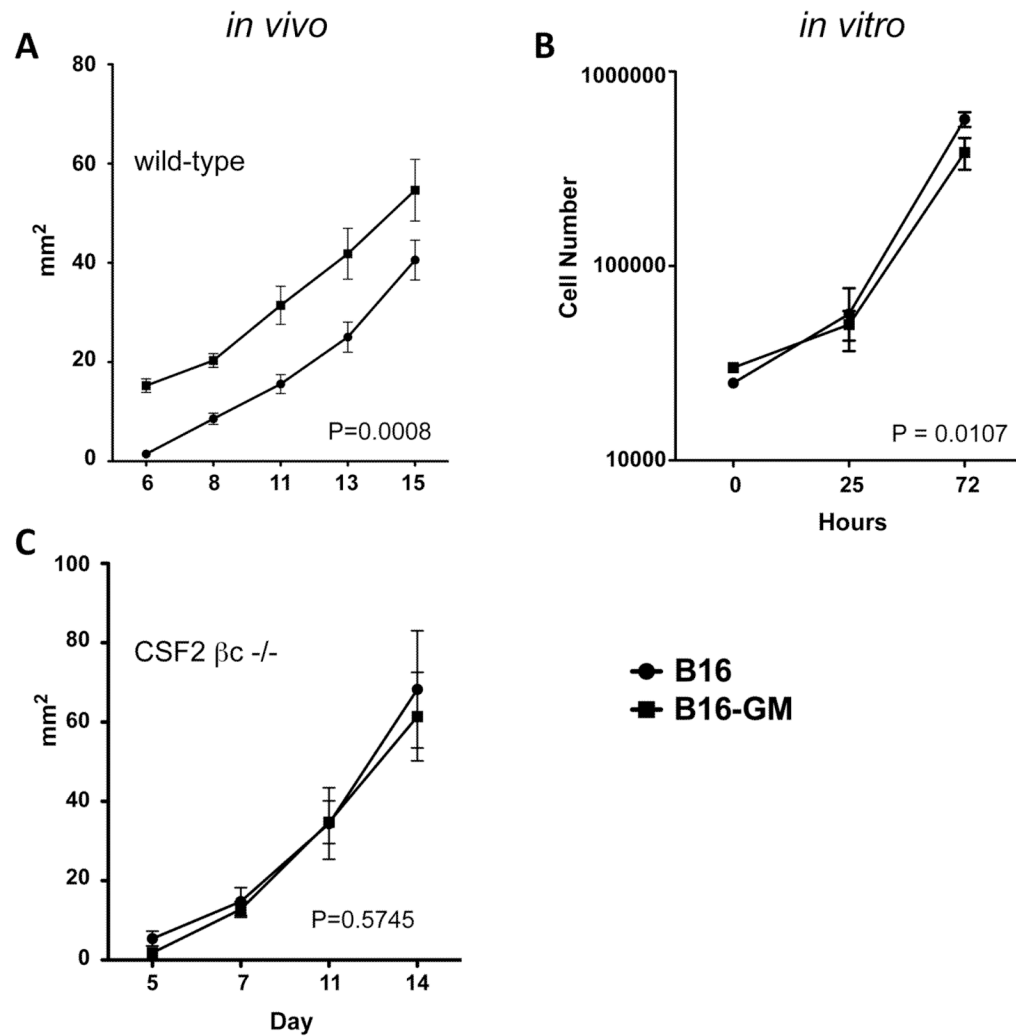 in vivo
in vitro
A
80
60
40
20
0
mm²
wild-type
P=0.0008
6 8 11 13 15
B
1000000
100000
10000
Cell Number
P = 0.0107
0 25 72
Hours
C
100
80
60
40
20
0
mm²
CSF2 βc -/-
P=0.5745
5 7 11 14
Day
B16
B16-GM